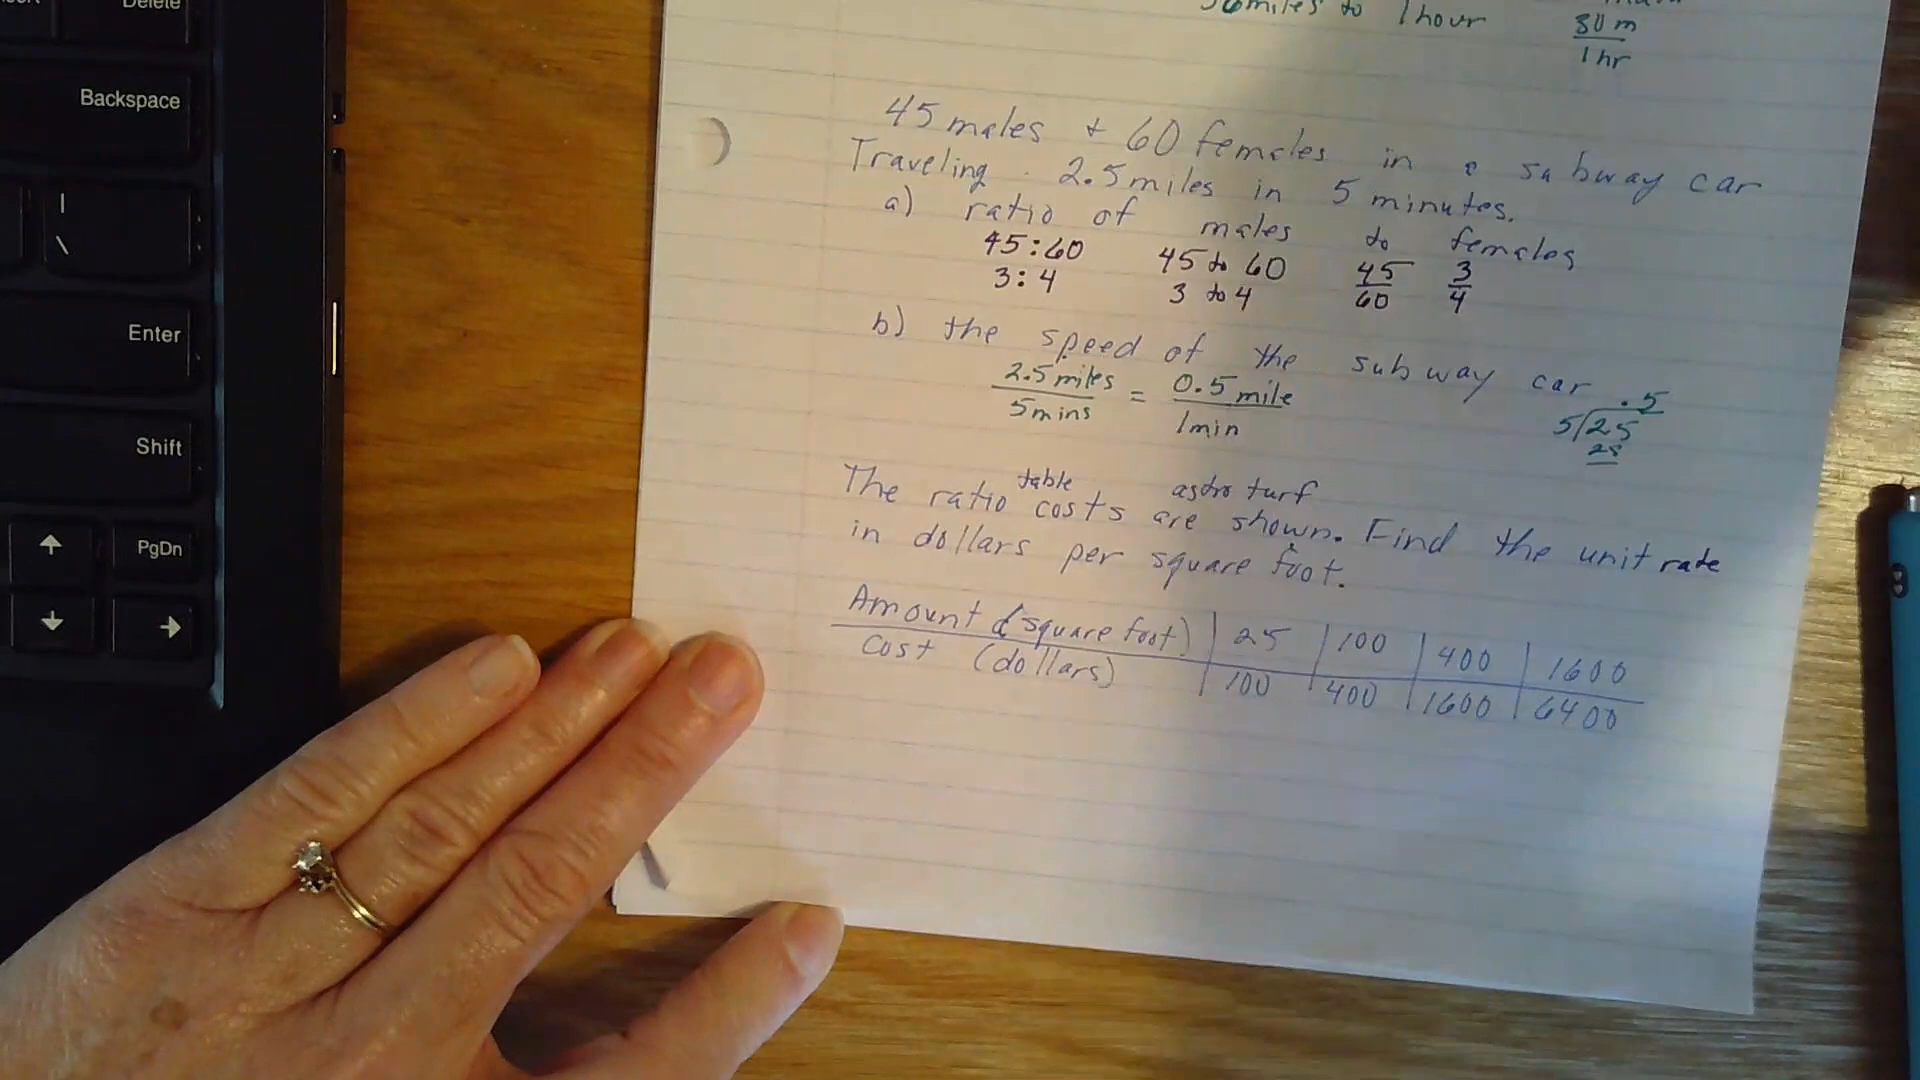 Delete
Backspace
|
\
Enter
Shift
↑
PgDn
↓
→
miles to 1 hour
30 m
1 hr
45 males + 60 females in a subway car
Traveling 2.5 miles in 5 minutes.
a) ratio of males to females
45:60 45 to 60 45/60 3/4
3:4 3 to 4
b) the speed of the subway car
2.5 miles/5 mins = 0.5 mile/1 min
.5
5/25
25
The ratio table costs astro turf are shown. Find the unit rate
in dollars per square foot.
Amount (square foot) | 25 | 100 | 400 | 1600
Cost (dollars) | 100 | 400 | 1600 | 6400